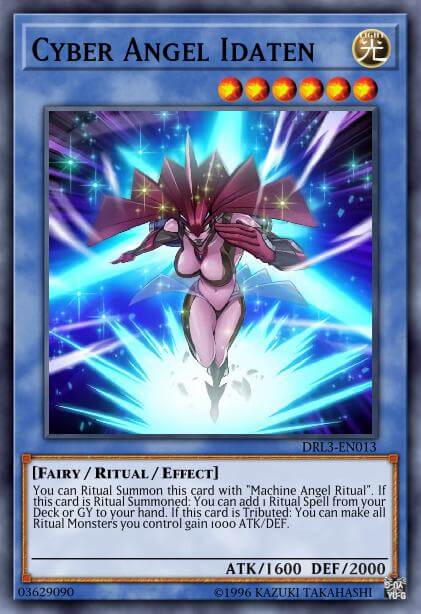 CYBER ANGEL IDATEN
LIGHT
光
DRL3-EN013
[FAIRY / RITUAL / EFFECT]
You can Ritual Summon this card with "Machine Angel Ritual". If
this card is Ritual Summoned: You can add 1 Ritual Spell from your
Deck or GY to your hand. If this card is Tributed: You can make all
Ritual Monsters you control gain 1000 ATK/DEF.
ATK/1600 DEF/2000
03629090
©1996 KAZUKI TAKAHASHI